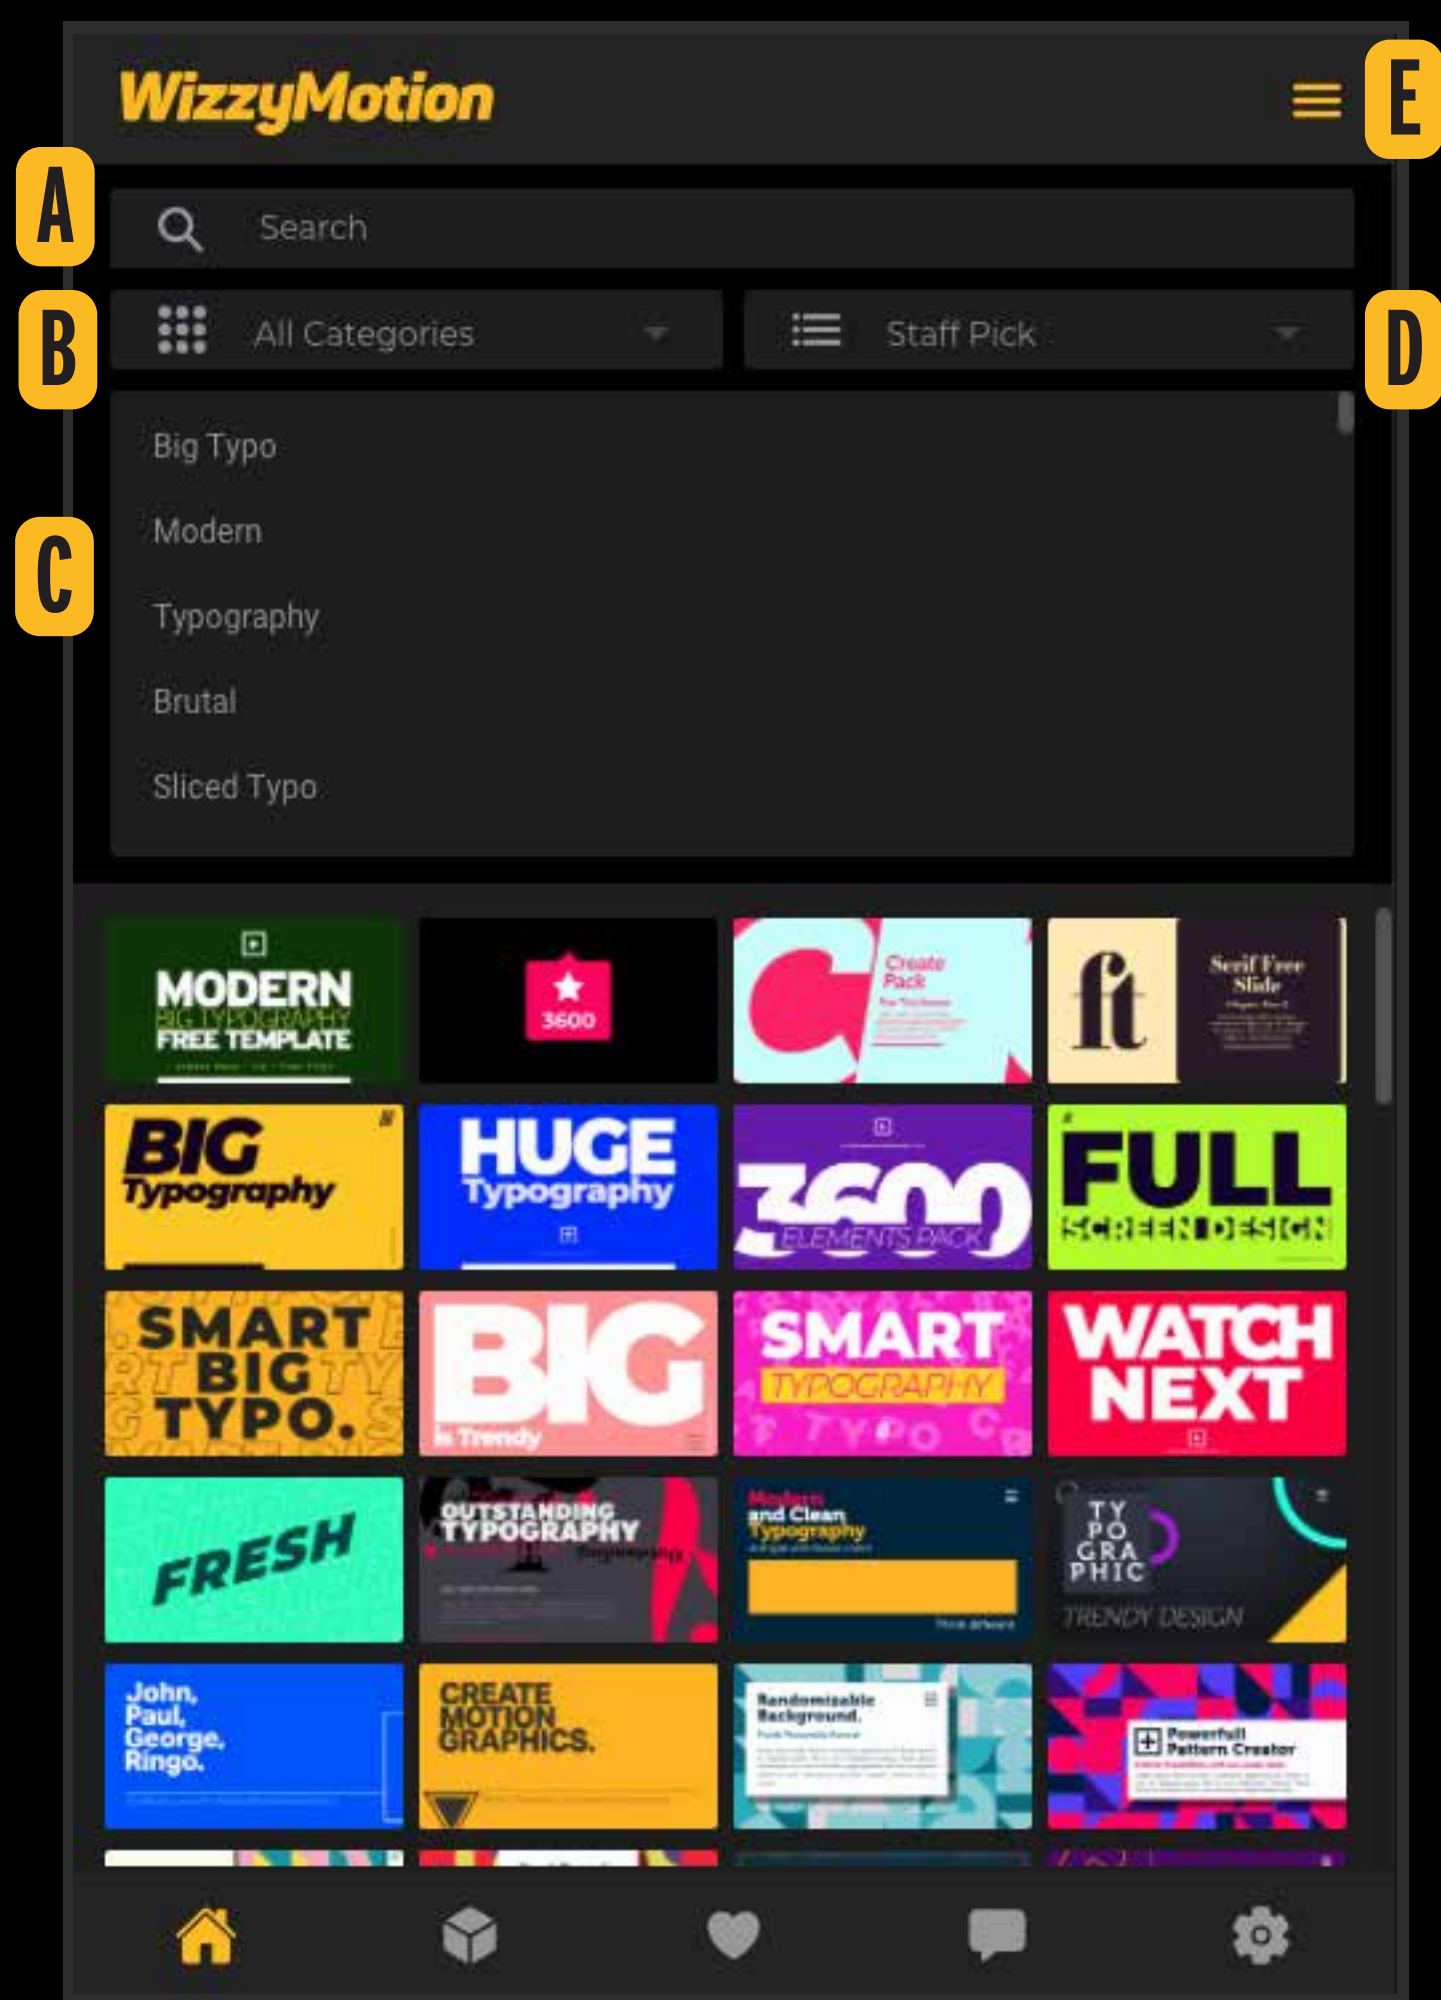 WizzyMotion
E
A
Search
B
All Categories
Staff Pick
D
Big Typo
Modern
C
Typography
Brutal
Sliced Typo
MODERN
BIG TYPOGRAPHY
FREE TEMPLATE
3600
Create
Pack
ft
Serif Free
Slide
BIG
Typography
HUGE
Typography
3600
ELEMENTS PACK
FULL
SCREEN DESIGN
SMART
BIG
TYPO.
BIG
is Trendy
SMART
TYPOGRAPHY
WATCH
NEXT
FRESH
OUTSTANDING
TYPOGRAPHY
Modern
and Clean
Typography
Think different
TY
PO
GRA
PHIC
TRENDY DESIGN
John,
Paul,
George,
Ringo.
CREATE
MOTION
GRAPHICS.
Randomizable
Background.
Powerfull
Pattern Creator